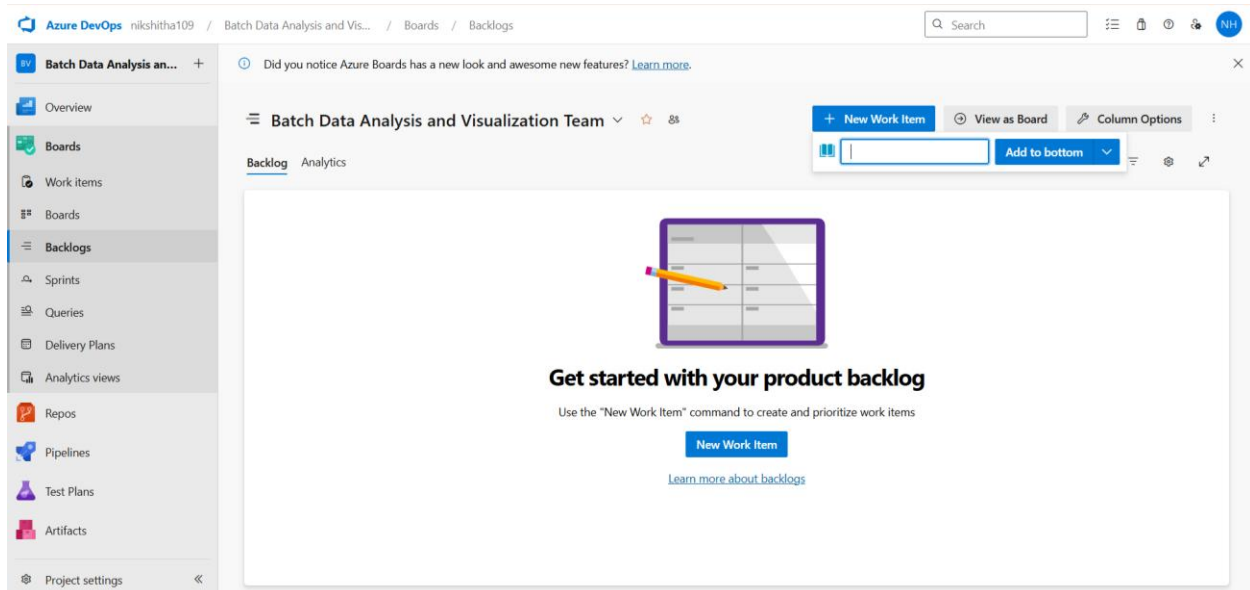 Azure DevOps nikshitha109 / Batch Data Analysis and Vis... / Boards / Backlogs Search NH
BV Batch Data Analysis an... +
Did you notice Azure Boards has a new look and awesome new features? Learn more.
Overview
Boards
Work items
Boards
Backlogs
Sprints
Queries
Delivery Plans
Analytics views
Repos
Pipelines
Test Plans
Artifacts
Project settings
Batch Data Analysis and Visualization Team
+ New Work Item View as Board Column Options
Add to bottom
Backlog Analytics
Get started with your product backlog
Use the "New Work Item" command to create and prioritize work items
New Work Item
Learn more about backlogs